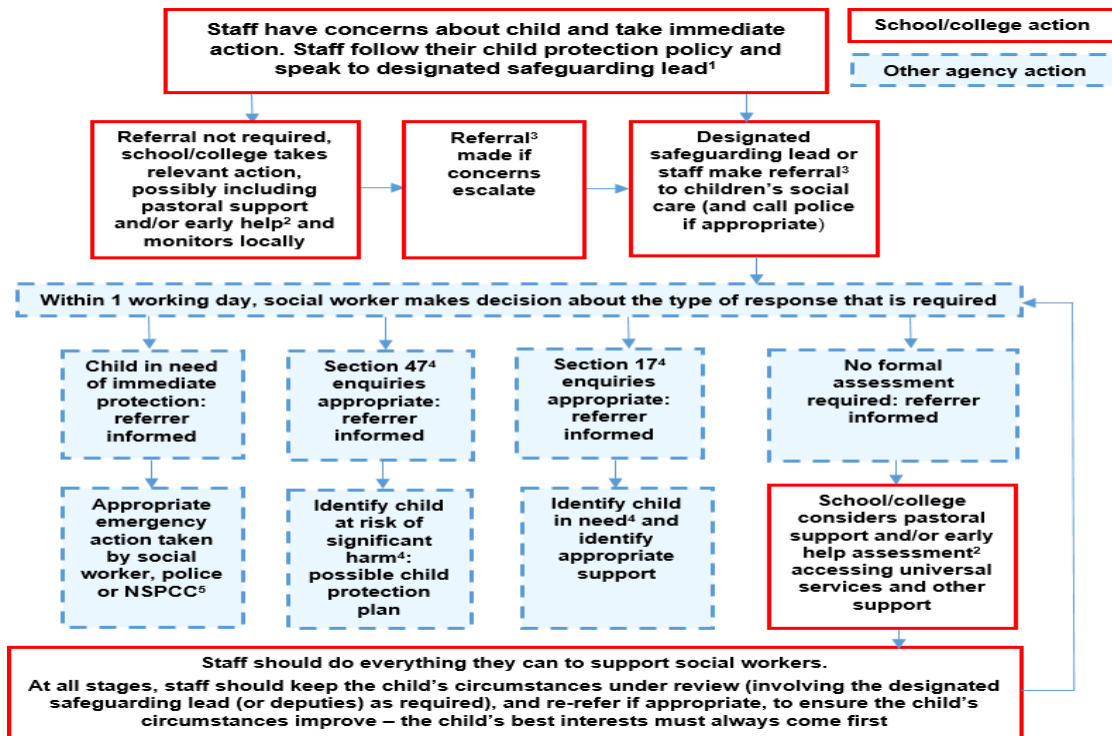 Staff have concerns about child and take immediate
action. Staff follow their child protection policy and
speak to designated safeguarding lead¹
School/college action
Other agency action
Referral not required,
school/college takes
relevant action,
possibly including
pastoral support
and/or early help² and
monitors locally
Referral³
made if
concerns
escalate
Designated
safeguarding lead or
staff make referral³
to children’s social
care (and call police
if appropriate)
Within 1 working day, social worker makes decision about the type of response that is required
Child in need
of immediate
protection:
referrer
informed
Section 47⁴
enquiries
appropriate:
referrer
informed
Section 17⁴
enquiries
appropriate:
referrer
informed
No formal
assessment
required: referrer
informed
Appropriate
emergency
action taken
by social
worker, police
or NSPCC⁵
Identify child
at risk of
significant
harm⁴:
possible child
protection
plan
Identify child
in need⁴ and
identify
appropriate
support
School/college
considers pastoral
support and/or early
help assessment²
accessing universal
services and other
support
Staff should do everything they can to support social workers.
At all stages, staff should keep the child’s circumstances under review (involving the designated
safeguarding lead (or deputies) as required), and re-refer if appropriate, to ensure the child’s
circumstances improve – the child’s best interests must always come first